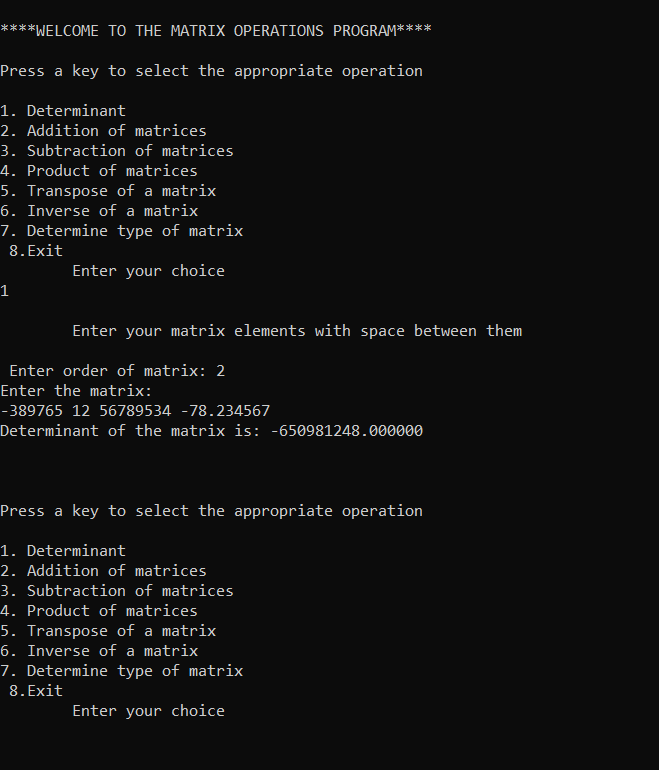 ****WELCOME TO THE MATRIX OPERATIONS PROGRAM****
Press a key to select the appropriate operation
1. Determinant
2. Addition of matrices
3. Subtraction of matrices
4. Product of matrices
5. Transpose of a matrix
6. Inverse of a matrix
7. Determine type of matrix
8.Exit
Enter your choice
1
Enter your matrix elements with space between them
Enter order of matrix: 2
Enter the matrix:
-389765 12 56789534 -78.234567
Determinant of the matrix is: -650981248.000000
Press a key to select the appropriate operation
1. Determinant
2. Addition of matrices
3. Subtraction of matrices
4. Product of matrices
5. Transpose of a matrix
6. Inverse of a matrix
7. Determine type of matrix
8.Exit
Enter your choice